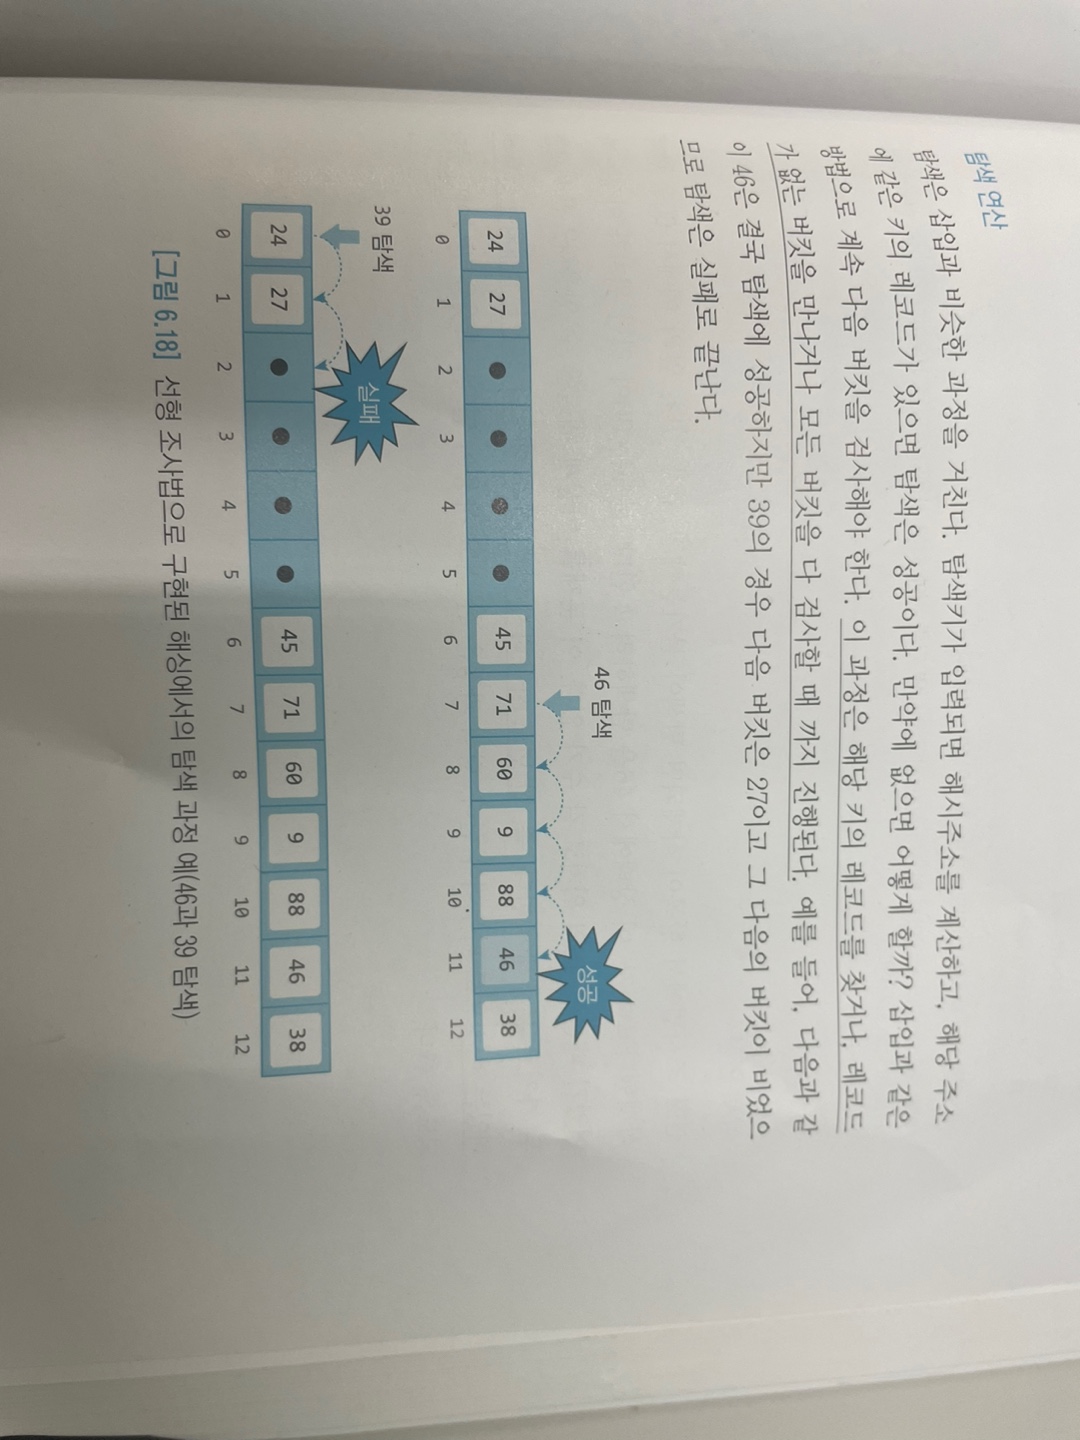 탐색 연산
탐색은 삽입과 비슷한 과정을 거친다. 탐색키가 입력되면 해시주소를 계산하고, 해당 주소
에 같은 키의 레코드가 있으면 탐색은 성공이다. 만약에 없으면 어떻게 할까? 삽입과 같은
방법으로 계속 다음 버킷을 검사해야 한다. 이 과정은 해당 키의 레코드를 찾거나, 레코드
가 없는 버킷을 만나거나 모든 버킷을 다 검사할 때 까지 진행된다. 예를 들어, 다음과 같
이 46은 결국 탐색에 성공하지만 39의 경우 다음 버킷은 27이고 그 다음의 버킷이 비었으
므로 탐색은 실패로 끝난다.
46 탐색
성공
24 27 45 71 60 9 88 46 38
0 1 2 3 4 5 6 7 8 9 10 11 12
39 탐색
실패
24 27 45 71 60 9 88 46 38
0 1 2 3 4 5 6 7 8 9 10 11 12
[그림 6.18] 선형 조사법으로 구현된 해싱에서의 탐색 과정 예(46과 39 탐색)